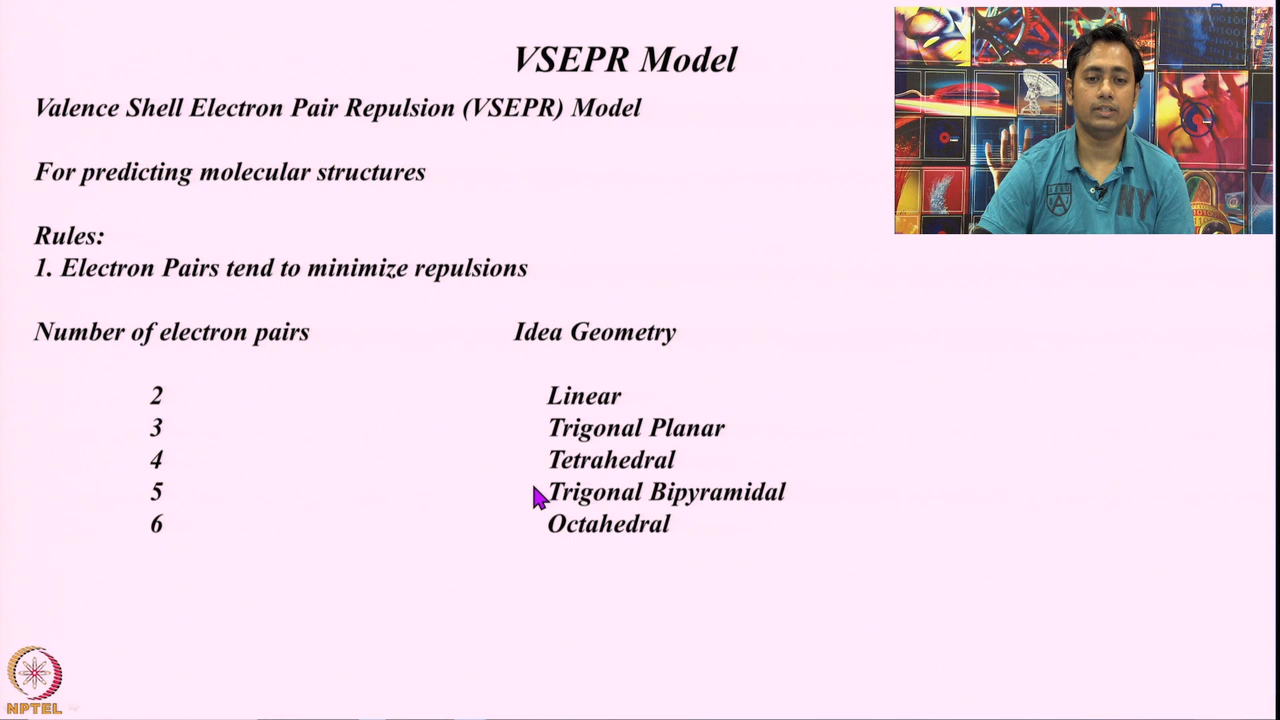 VSEPR Model
Valence Shell Electron Pair Repulsion (VSEPR) Model
For predicting molecular structures
Rules:
1. Electron Pairs tend to minimize repulsions
Number of electron pairs Idea Geometry
2 Linear
3 Trigonal Planar
4 Tetrahedral
5 Trigonal Bipyramidal
6 Octahedral
NY
NPTEL